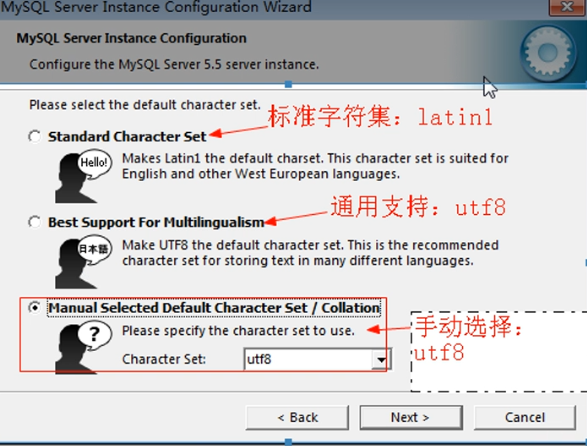 MySQL Server Instance Configuration Wizard
MySQL Server Instance Configuration
Configure the MySQL Server 5.5 server instance.
Please select the default character set.
标准字符集：latin1
Standard Character Set
Hello!
Makes Latin1 the default charset. This character set is suited for
English and other West European languages.
通用支持：utf8
Best Support For Multilingualism
日本語
Make UTF8 the default character set. This is the recommended
character set for storing text in many different languages.
Manual Selected Default Character Set / Collation
?
Please specify the character set to use.
手动选择：
utf8
Character Set:
utf8
< Back
Next >
Cancel